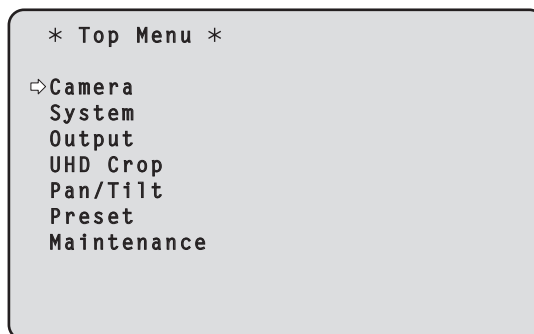 * Top Menu *
⇨Camera
System
Output
UHD Crop
Pan/Tilt
Preset
Maintenance